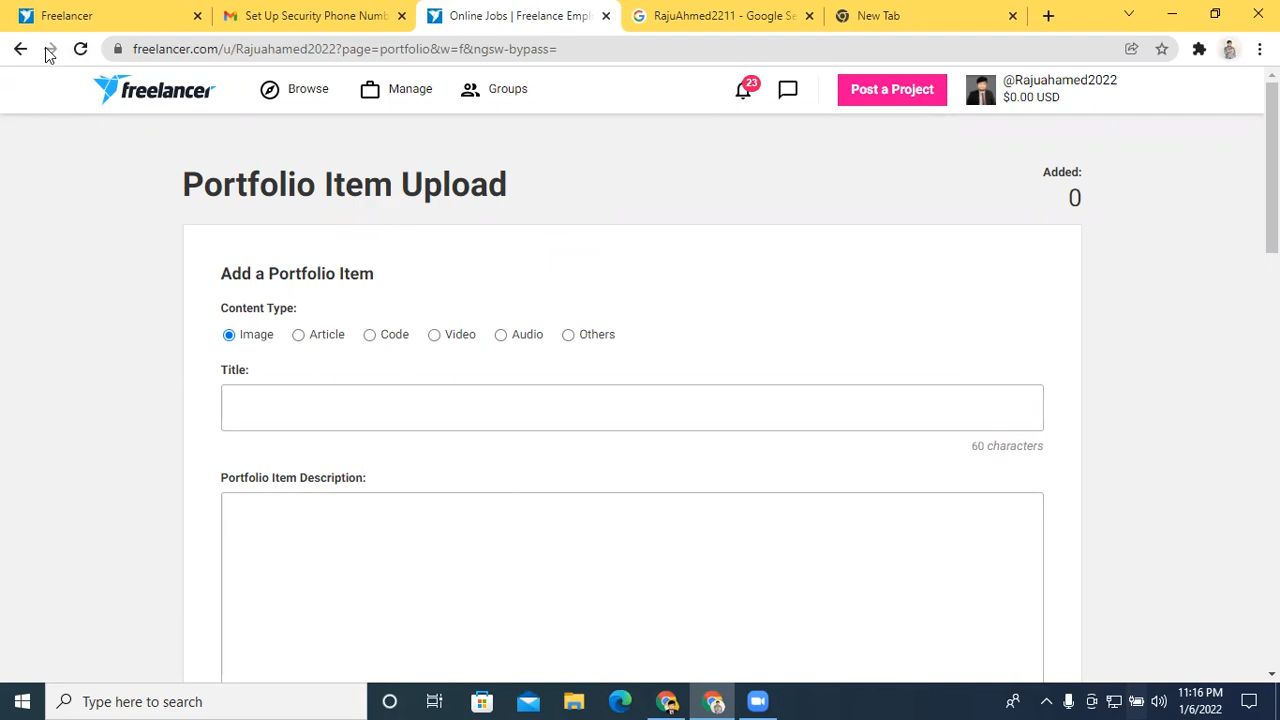 Freelancer
Set Up Security Phone Numb
Online Jobs | Freelance Empl
RajuAhmed2211 - Google Se
New Tab
freelancer.com/u/Rajuahamed2022?page=portfolio&w=f&ngsw-bypass=
freelancer
Browse
Manage
Groups
23
Post a Project
@Rajuahamed2022
$0.00 USD
Portfolio Item Upload
Added:
0
Add a Portfolio Item
Content Type:
Image Article Code Video Audio Others
Title:
60 characters
Portfolio Item Description:
Type here to search
11:16 PM
1/6/2022